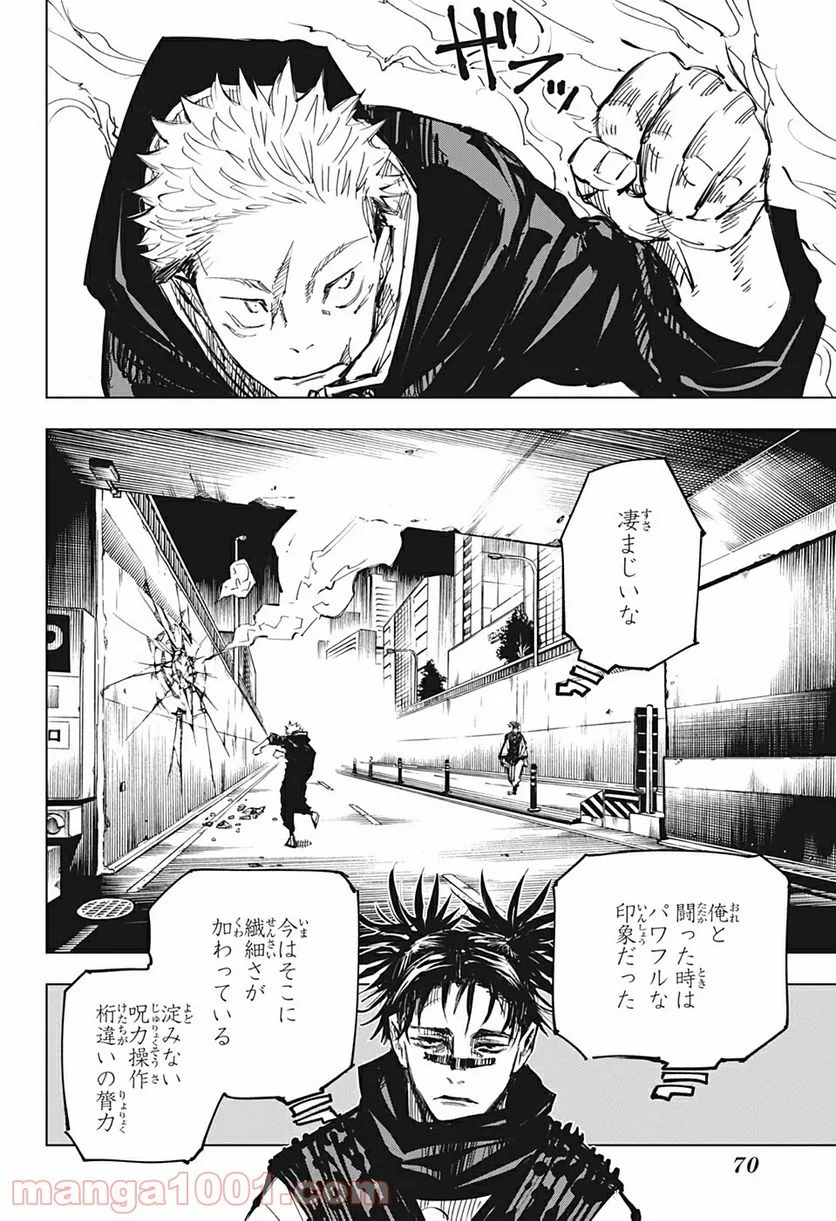 ザッ
凄まじいな
俺と
闘った時は
パワフルな
印象だった
今はそこに
繊細さが
加わっている
淀みない
呪力操作
桁違いの膂力
70
manga1001.com